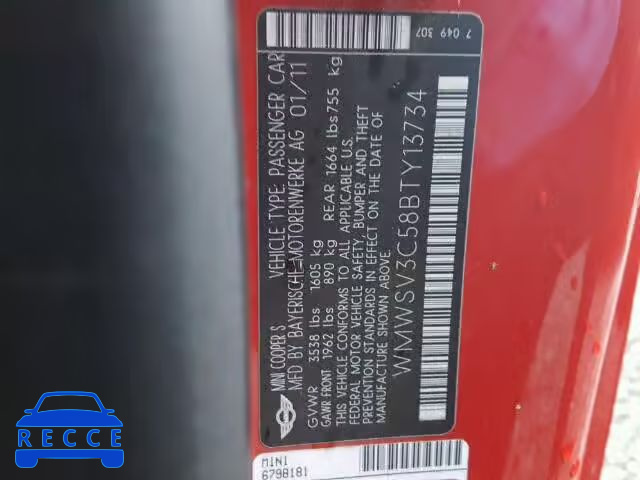 7 049 307
MINI COOPER S VEHICLE TYPE: PASSENGER CAR
MFD BY BAYERISCHE MOTORENWERKE AG 01/11
GVWR 3538 lbs 1605 kg
GAWR FRONT 1962 lbs 890 kg REAR 1664 lbs 755 kg
THIS VEHICLE CONFORMS TO ALL APPLICABLE U.S.
FEDERAL MOTOR VEHICLE SAFETY, BUMPER AND THEFT
PREVENTION STANDARDS IN EFFECT ON THE DATE OF
MANUFACTURE SHOWN ABOVE.
WMWSV3C58BTY13734
MINI
6798181
RECCE